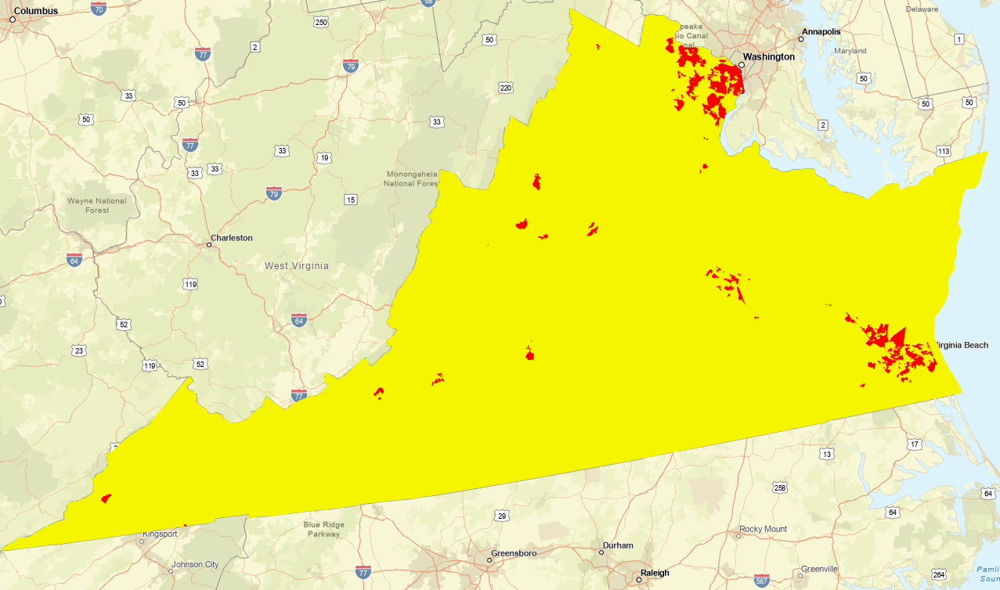 68
Columbus
70
250
Delaware
peake
io Canal
nal
Annapolis
1
50
2
77
Maryland
Washington
79
50
220
33
50
50
50
50
33
2
77
33
19
113
33
33
Monongahela
National Fores
79
15
Wayne National
Forest
Charleston
64
West Virginia
119
64
52
irginia Beach
23
119
52
77
17
13
258
64
64
29
Blue Ridge
Parkway
Kingsport
Rocky Mount
Durham
Greensboro
Johnson City
77
Raleigh
587
Greenville
264
Pamli
Soun